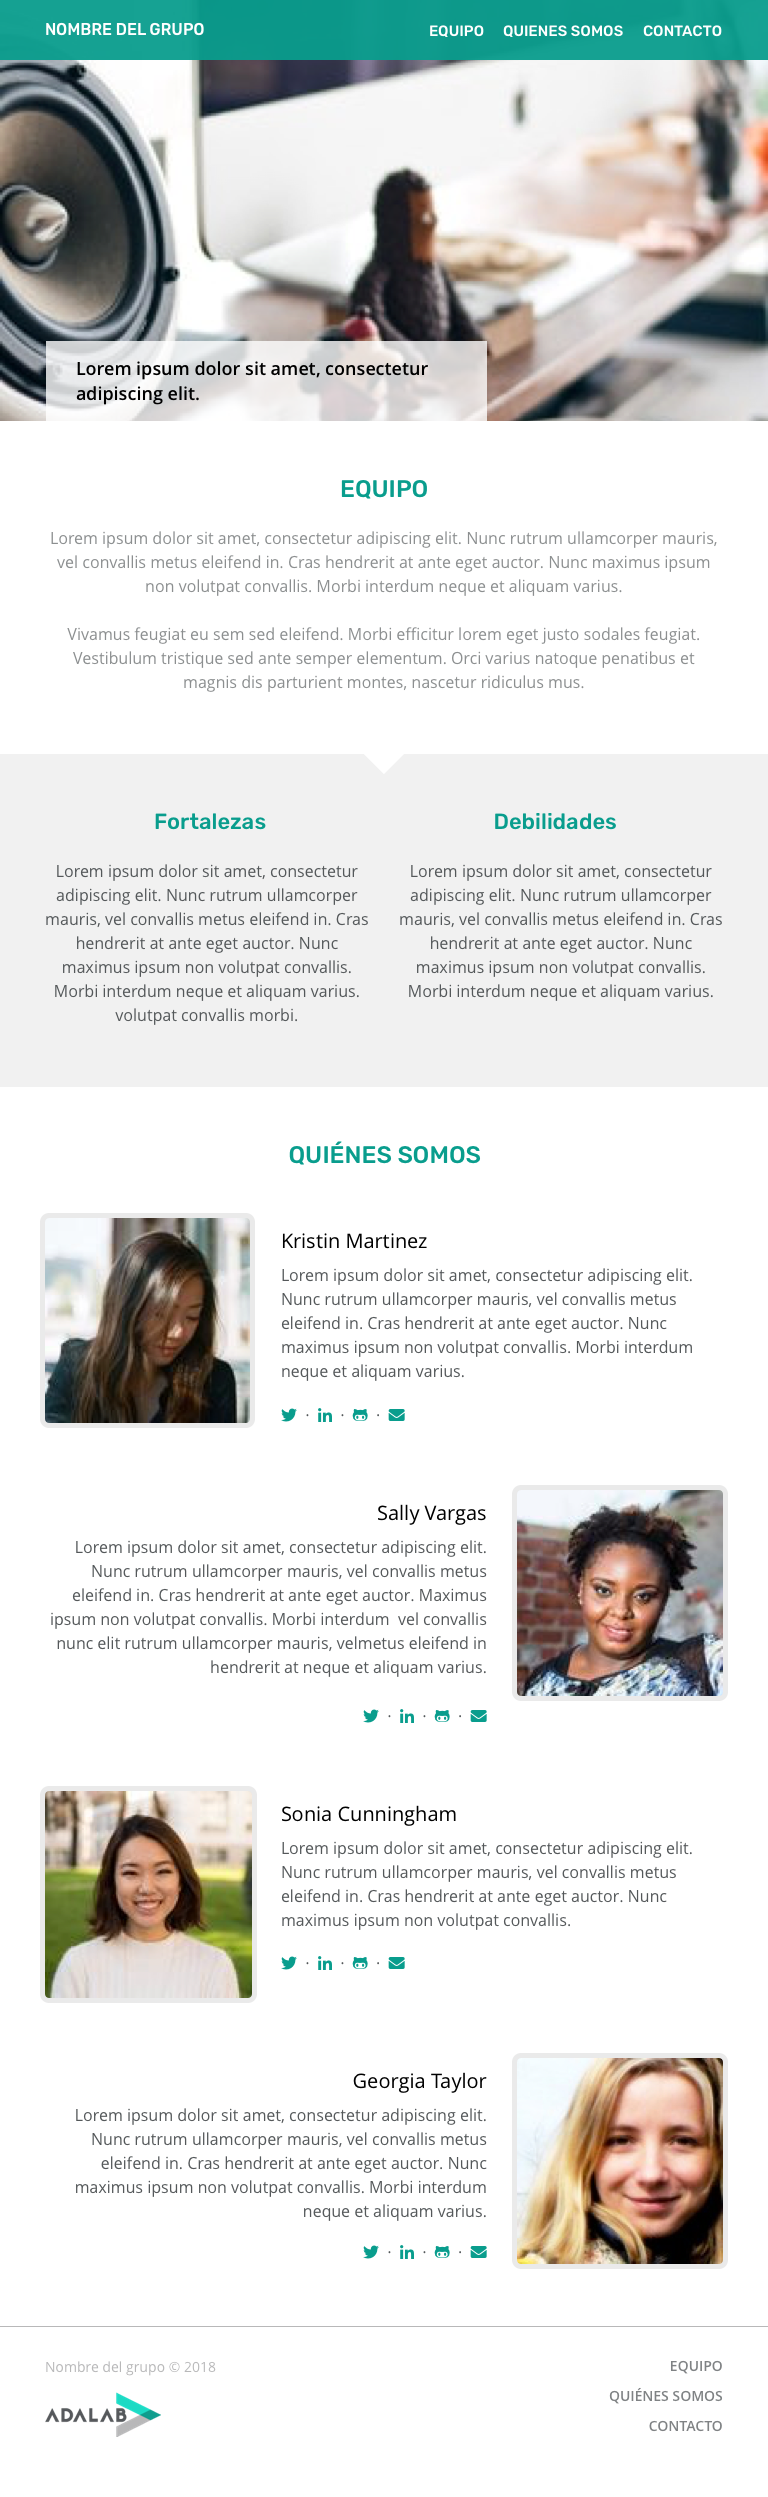 NOMBRE DEL GRUPO
EQUIPO QUIENES SOMOS CONTACTO
Lorem ipsum dolor sit amet, consectetur
adipiscing elit.
EQUIPO
Lorem ipsum dolor sit amet, consectetur adipiscing elit. Nunc rutrum ullamcorper mauris,
vel convallis metus eleifend in. Cras hendrerit at ante eget auctor. Nunc maximus ipsum
non volutpat convallis. Morbi interdum neque et aliquam varius.
Vivamus feugiat eu sem sed eleifend. Morbi efficitur lorem eget justo sodales feugiat.
Vestibulum tristique sed ante semper elementum. Orci varius natoque penatibus et
magnis dis parturient montes, nascetur ridiculus mus.
Fortalezas
Lorem ipsum dolor sit amet, consectetur
adipiscing elit. Nunc rutrum ullamcorper
mauris, vel convallis metus eleifend in. Cras
hendrerit at ante eget auctor. Nunc
maximus ipsum non volutpat convallis.
Morbi interdum neque et aliquam varius.
volutpat convallis morbi.
Debilidades
Lorem ipsum dolor sit amet, consectetur
adipiscing elit. Nunc rutrum ullamcorper
mauris, vel convallis metus eleifend in. Cras
hendrerit at ante eget auctor. Nunc
maximus ipsum non volutpat convallis.
Morbi interdum neque et aliquam varius.
QUIÉNES SOMOS
Kristin Martinez
Lorem ipsum dolor sit amet, consectetur adipiscing elit.
Nunc rutrum ullamcorper mauris, vel convallis metus
eleifend in. Cras hendrerit at ante eget auctor. Nunc
maximus ipsum non volutpat convallis. Morbi interdum
neque et aliquam varius.
Sally Vargas
Lorem ipsum dolor sit amet, consectetur adipiscing elit.
Nunc rutrum ullamcorper mauris, vel convallis metus
eleifend in. Cras hendrerit at ante eget auctor. Maximus
ipsum non volutpat convallis. Morbi interdum  vel convallis
nunc elit rutrum ullamcorper mauris, velmetus eleifend in
hendrerit at neque et aliquam varius.
Sonia Cunningham
Lorem ipsum dolor sit amet, consectetur adipiscing elit.
Nunc rutrum ullamcorper mauris, vel convallis metus
eleifend in. Cras hendrerit at ante eget auctor. Nunc
maximus ipsum non volutpat convallis.
Georgia Taylor
Lorem ipsum dolor sit amet, consectetur adipiscing elit.
Nunc rutrum ullamcorper mauris, vel convallis metus
eleifend in. Cras hendrerit at ante eget auctor. Nunc
maximus ipsum non volutpat convallis. Morbi interdum
neque et aliquam varius.
Nombre del grupo © 2018
ADALAB
EQUIPO
QUIÉNES SOMOS
CONTACTO